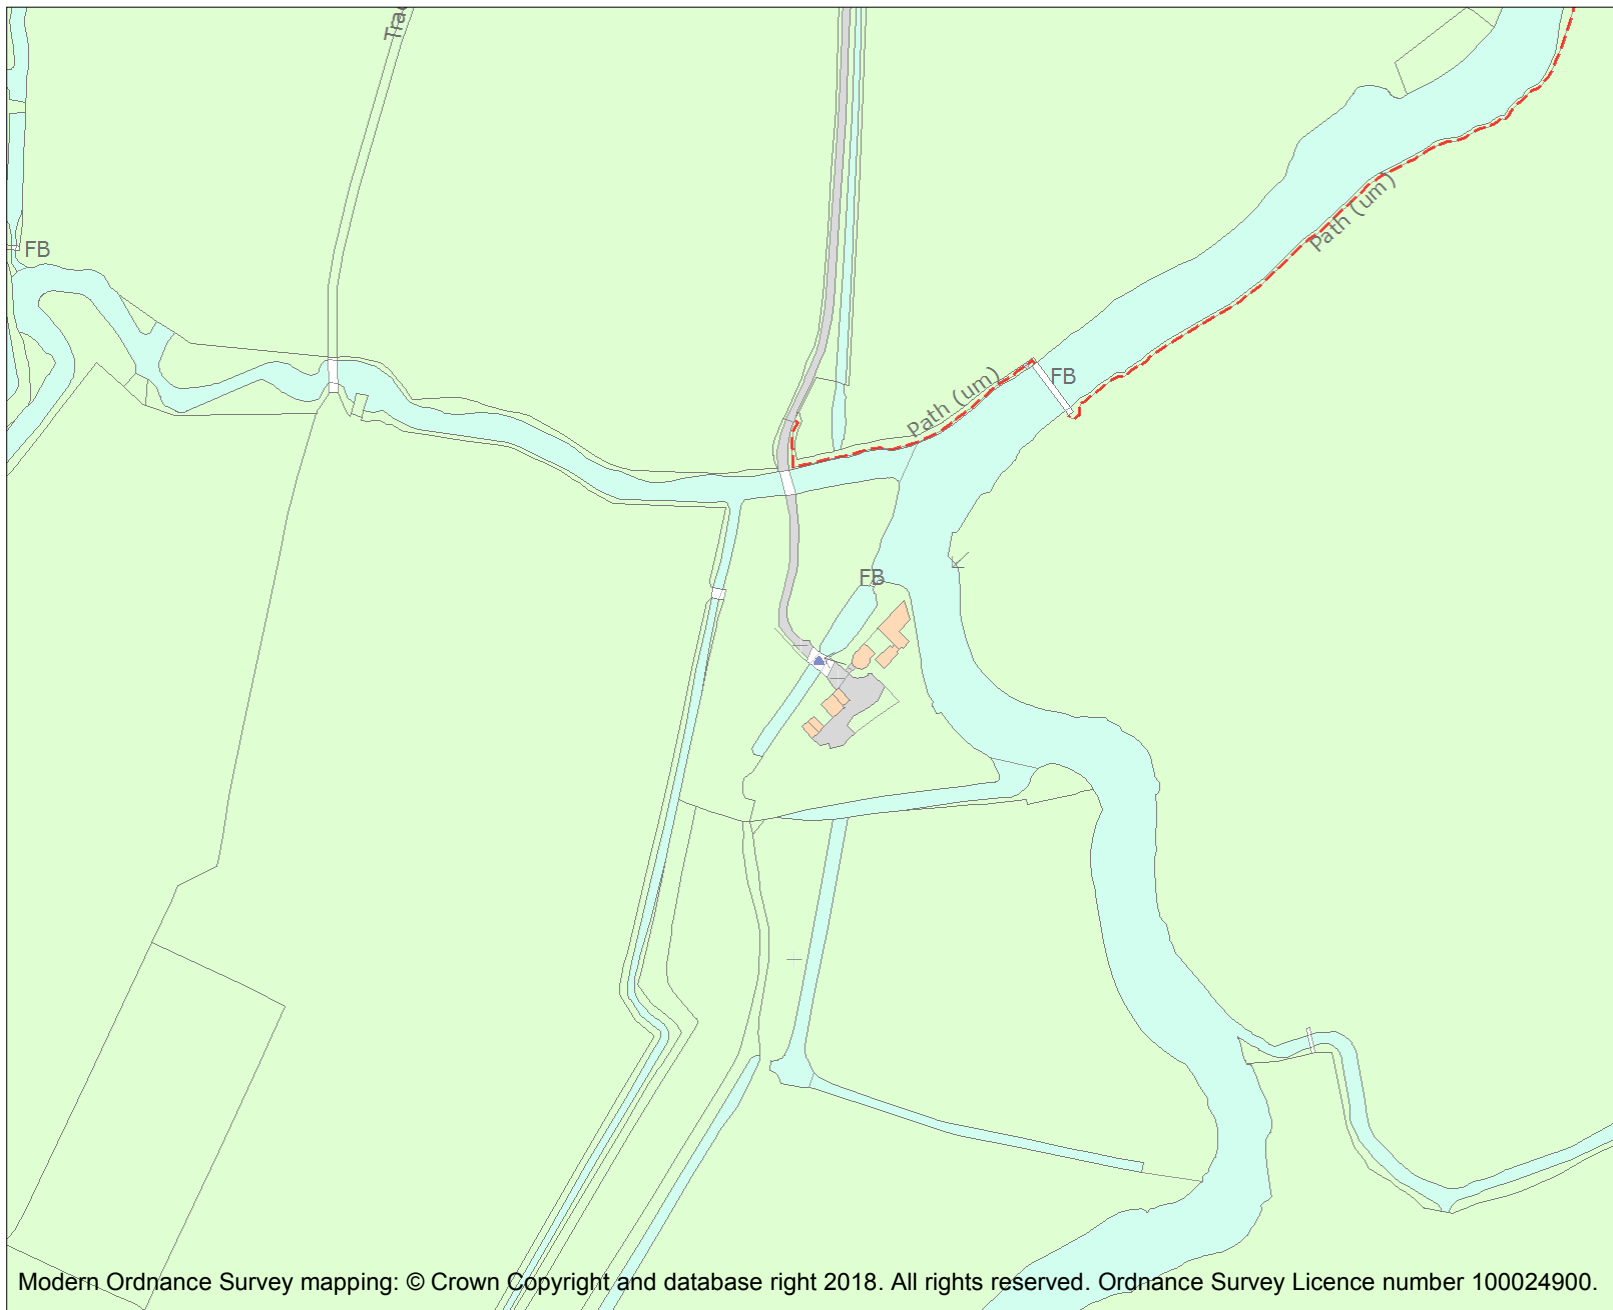 Path (um)
FB
FB
Path (um)
FB
Modern Ordnance Survey mapping: © Crown Copyright and database right 2018. All rights reserved. Ordnance Survey Licence number 100024900.